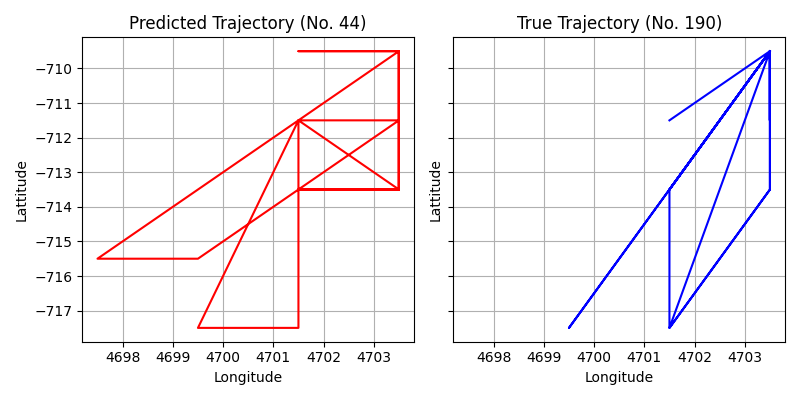 Predicted Trajectory (No. 44)
True Trajectory (No. 190)
−710
−711
−712
−713
−714
−715
−716
−717
Lattitude
Lattitude
4698 4699 4700 4701 4702 4703
4698 4699 4700 4701 4702 4703
Longitude
Longitude